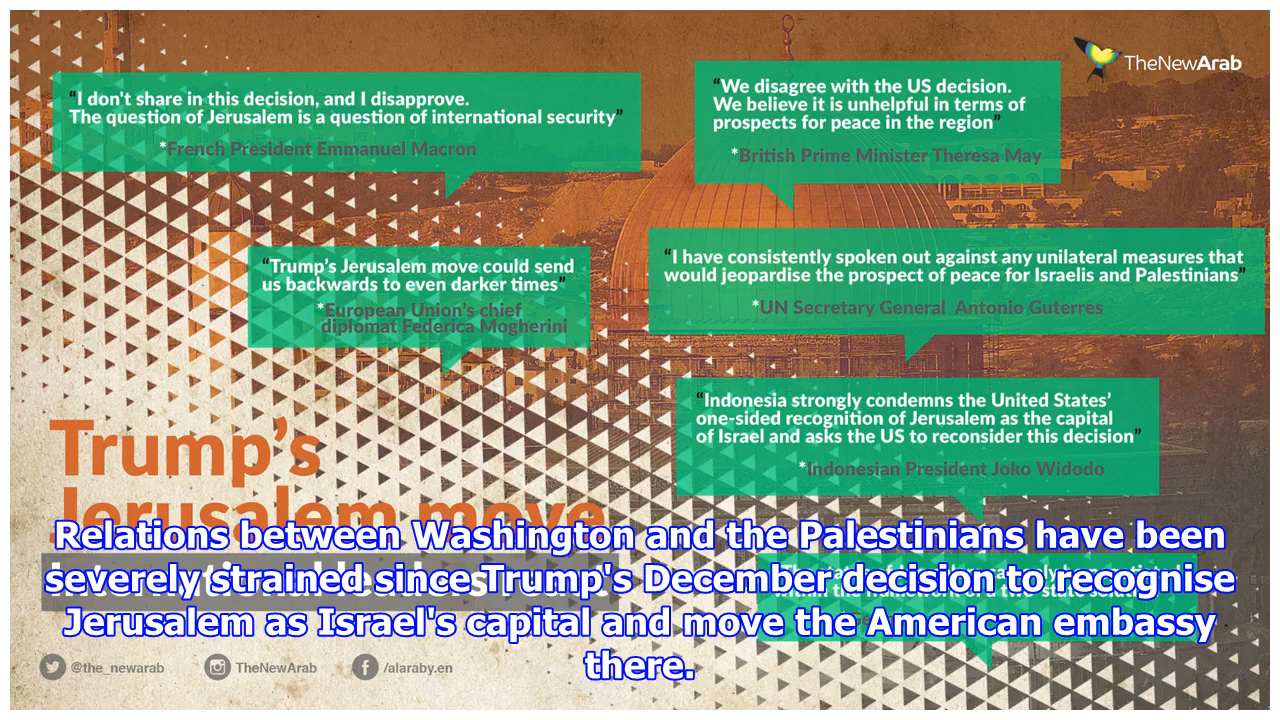 TheNewArab
“I don't share in this decision, and I disapprove.
The question of Jerusalem is a question of international security”
*French President Emmanuel Macron
“We disagree with the US decision.
We believe it is unhelpful in terms of
prospects for peace in the region”
*British Prime Minister Theresa May
“Trump’s Jerusalem move could send
us backwards to even darker times”
*European Union’s chief
diplomat Federica Mogherini
“I have consistently spoken out against any unilateral measures that
would jeopardise the prospect of peace for Israelis and Palestinians”
*UN Secretary General Antonio Guterres
“Indonesia strongly condemns the United States’
one-sided recognition of Jerusalem as the capital
of Israel and asks the US to reconsider this decision”
*Indonesian President Joko Widodo
Trump’s
Jerusalem move
Relations between Washington and the Palestinians have been
severely strained since Trump's December decision to recognise
Jerusalem as Israel's capital and move the American embassy
there.
@the_newarab
TheNewArab
/alaraby.en